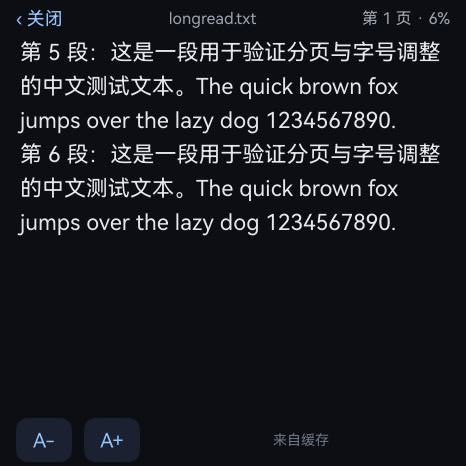 ‹ 关闭
longread.txt
第 1 页 · 6%
第 5 段：这是一段用于验证分页与字号调整
的中文测试文本。The quick brown fox
jumps over the lazy dog 1234567890.
第 6 段：这是一段用于验证分页与字号调整
的中文测试文本。The quick brown fox
jumps over the lazy dog 1234567890.
A-
A+
来自缓存